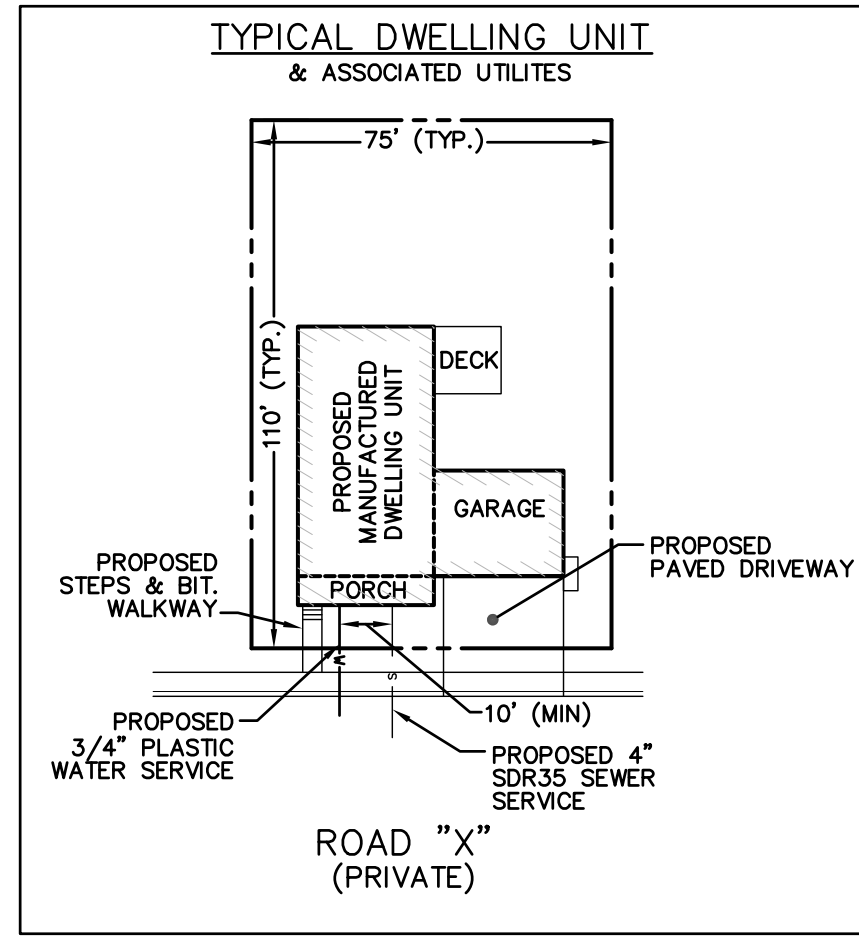 TYPICAL DWELLING UNIT
& ASSOCIATED UTILITES
75' (TYP.)
110' (TYP.)
PROPOSED
MANUFACTURED
DWELLING UNIT
DECK
GARAGE
PORCH
PROPOSED
STEPS & BIT.
WALKWAY
PROPOSED
PAVED DRIVEWAY
W
S
10' (MIN)
PROPOSED
3/4" PLASTIC
WATER SERVICE
PROPOSED 4"
SDR35 SEWER
SERVICE
ROAD "X"
(PRIVATE)